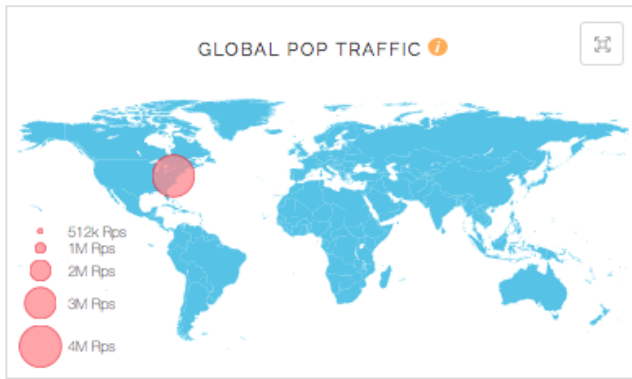 GLOBAL POP TRAFFIC i
512k Rps
1M Rps
2M Rps
3M Rps
4M Rps